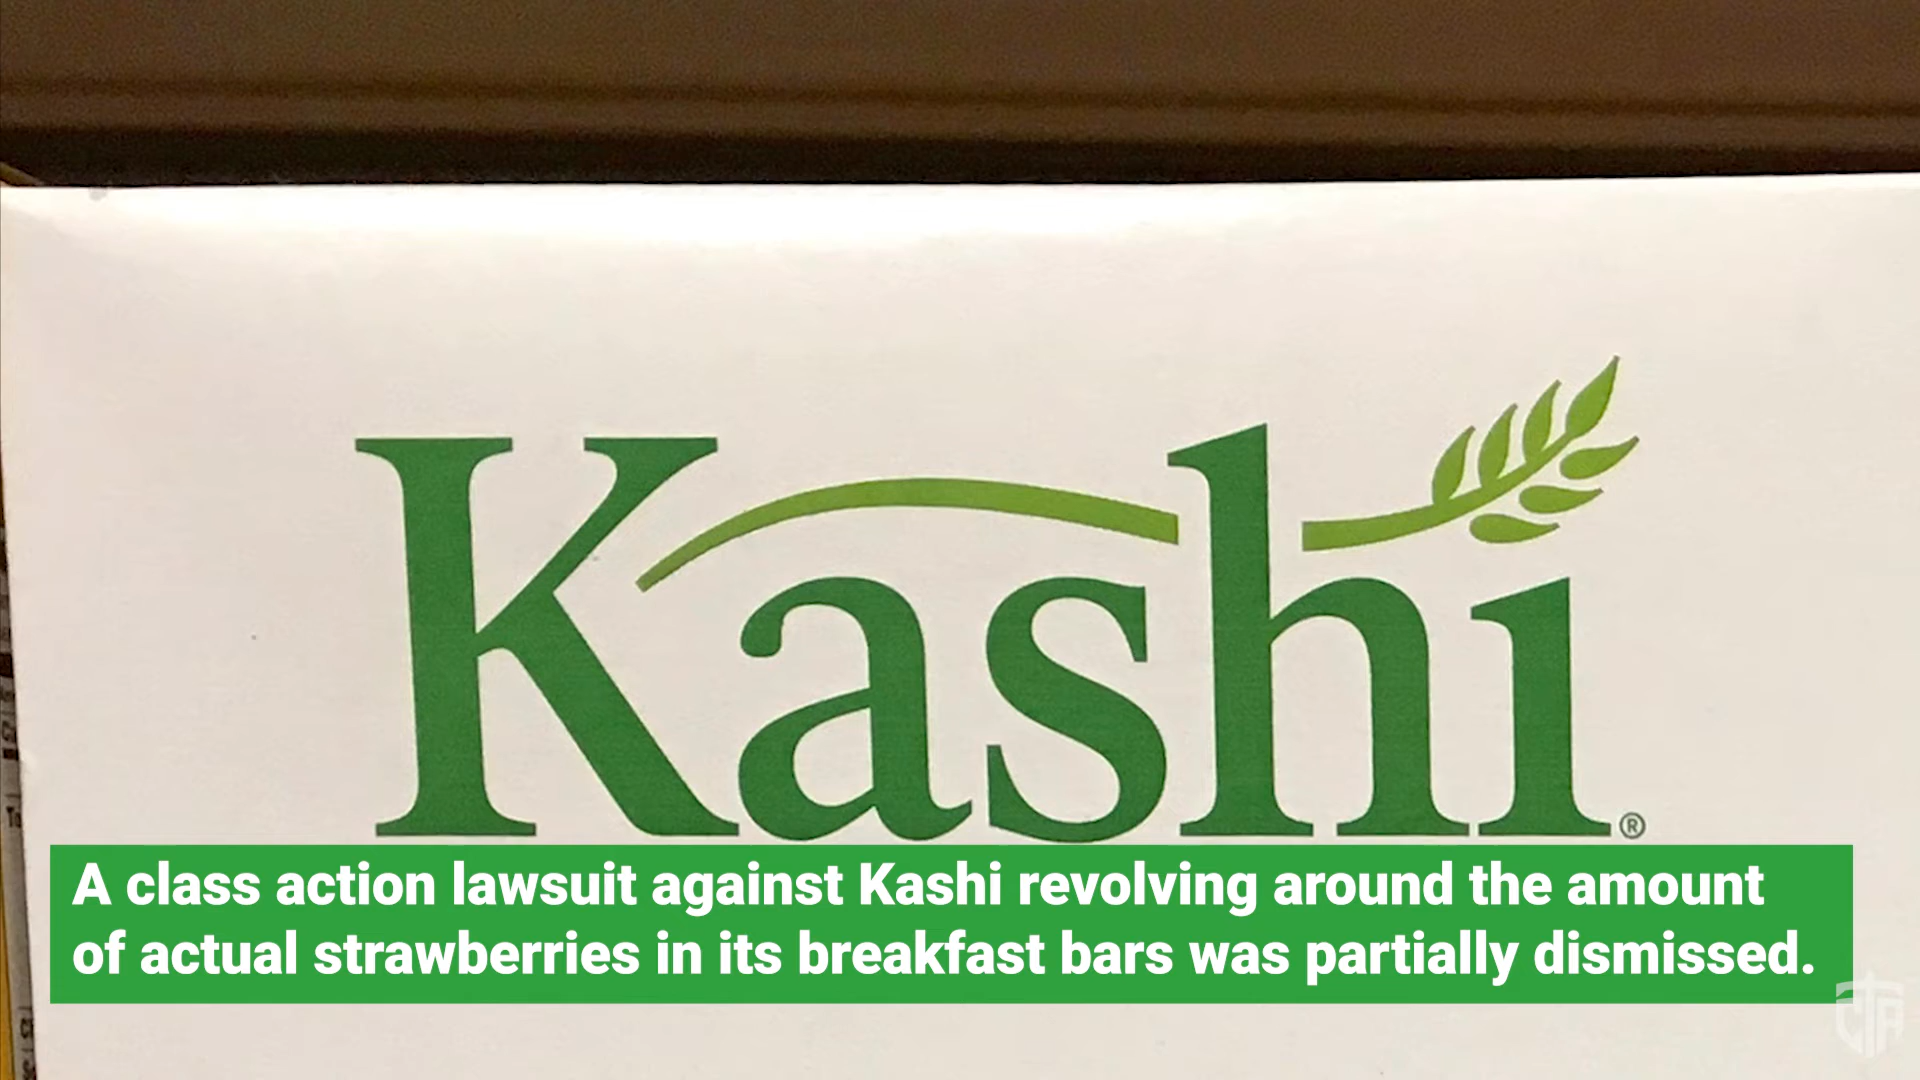 Kashi®
A class action lawsuit against Kashi revolving around the amount
of actual strawberries in its breakfast bars was partially dismissed.
CTA